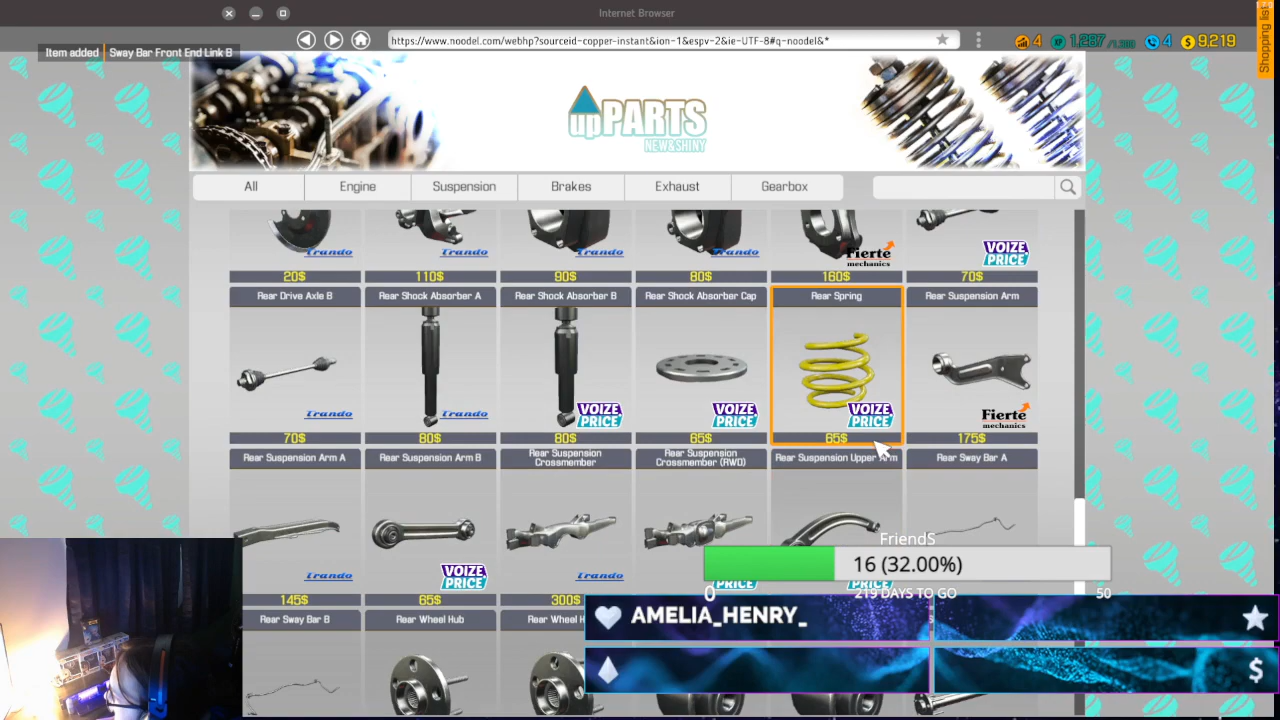 Internet Browser
Item added Sway Bar Front End Link B
https://www.noodel.com/webhp?sourceid-copper-instant&ion-1&espv-2&ie-UTF-8#q-noodel&*
4 1,287 4 $ 9,219
Shopping list
upPARTS
NEW&SHINY
All Engine Suspension Brakes Exhaust Gearbox
Trando Trando Trando Trando Fierte mechanics VOIZE PRICE
20$ 110$ 90$ 80$ 160$ 70$
Rear Drive Axle B Rear Shock Absorber A Rear Shock Absorber B Rear Shock Absorber Cap Rear Spring Rear Suspension Arm
Trando Trando VOIZE PRICE VOIZE PRICE VOIZE PRICE Fierte mechanics
70$ 80$ 80$ 65$ 65$ 175$
Rear Suspension Arm A Rear Suspension Arm B Rear Suspension Crossmember Rear Suspension Crossmember (RWD) Rear Suspension Upper Arm Rear Sway Bar A
Trando VOIZE PRICE Trando
145$ 65$ 300$
Rear Sway Bar B Rear Wheel Hub Rear Wheel H
FriendS
16 (32.00%)
0 219 DAYS TO GO 50
AMELIA_HENRY_
$